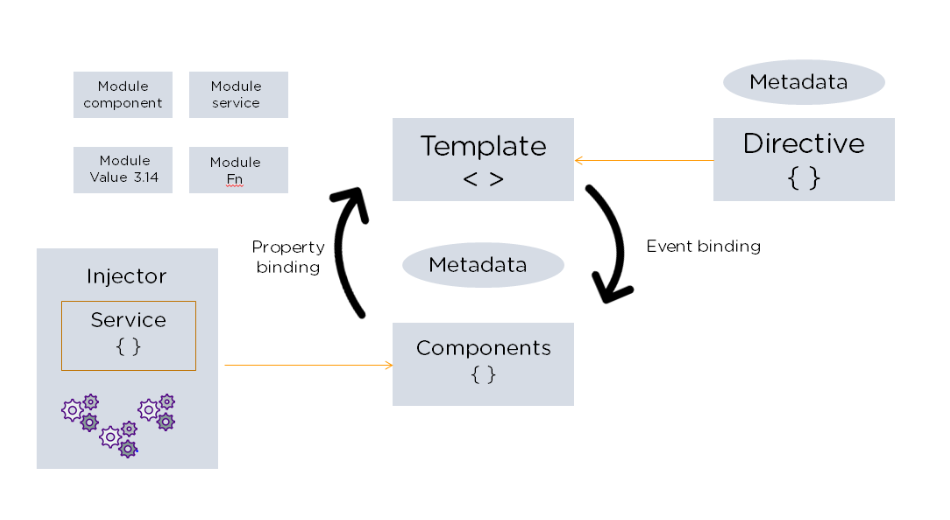 Module
component
Module
service
Module
Value 3.14
Module
Fn
Metadata
Template
< >
Directive
{ }
Property
binding
Event binding
Metadata
Injector
Service
{ }
Components
{ }